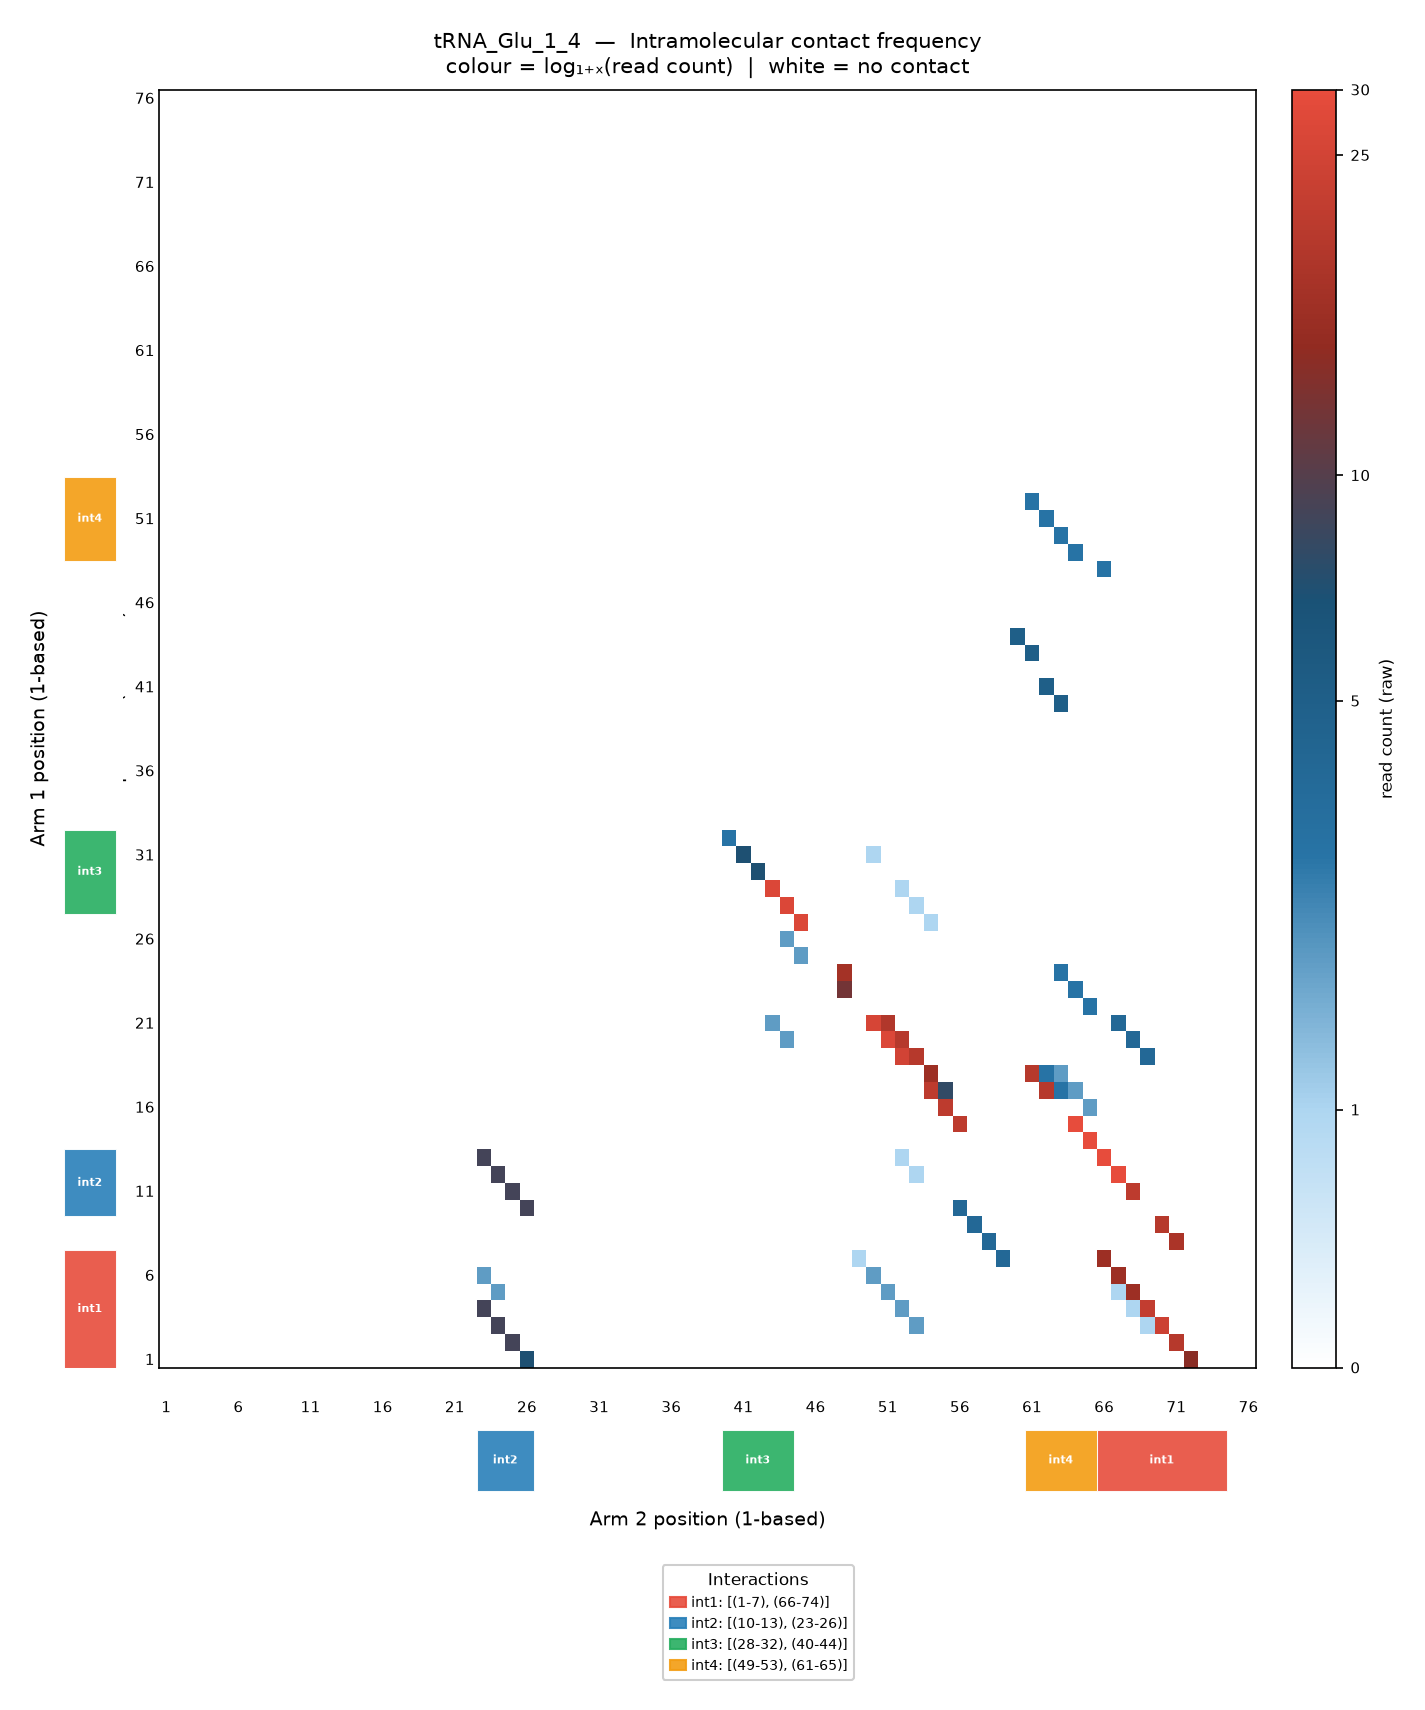 tRNA_Glu_1_4 — Intramolecular contact frequency
colour = log₁₊ₓ(read count) | white = no contact
76
71
66
61
56
51
46
41
36
31
26
21
16
11
6
1
int4
int3
int2
int1
Arm 1 position (1-based)
1 6 11 16 21 26 31 36 41 46 51 56 61 66 71 76
int2 int3 int4 int1
Arm 2 position (1-based)
30
25
10
5
1
0
read count (raw)
Interactions
int1: [(1-7), (66-74)]
int2: [(10-13), (23-26)]
int3: [(28-32), (40-44)]
int4: [(49-53), (61-65)]